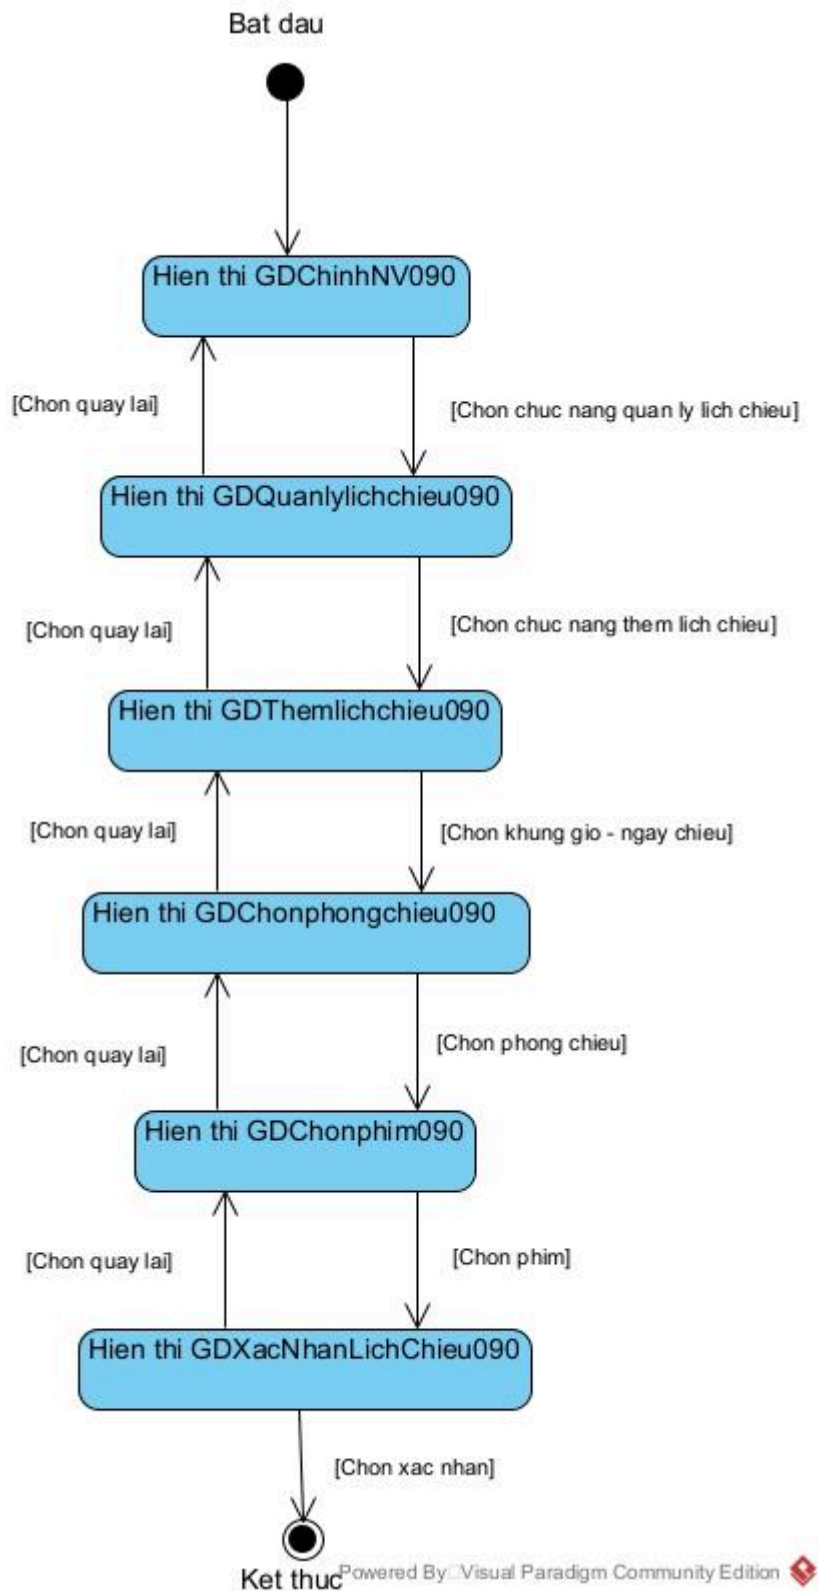 Bat dau
Hien thi GDChinhNV090
[Chon quay lai]
[Chon chuc nang quan ly lich chieu]
Hien thi GDQuanlylichchieu090
[Chon quay lai]
[Chon chuc nang them lich chieu]
Hien thi GDThemlichchieu090
[Chon quay lai]
[Chon khung gio - ngay chieu]
Hien thi GDChonphongchieu090
[Chon quay lai]
[Chon phong chieu]
Hien thi GDChonphim090
[Chon quay lai]
[Chon phim]
Hien thi GDXacNhanLichChieu090
[Chon xac nhan]
Ket thuc
Powered By Visual Paradigm Community Edition